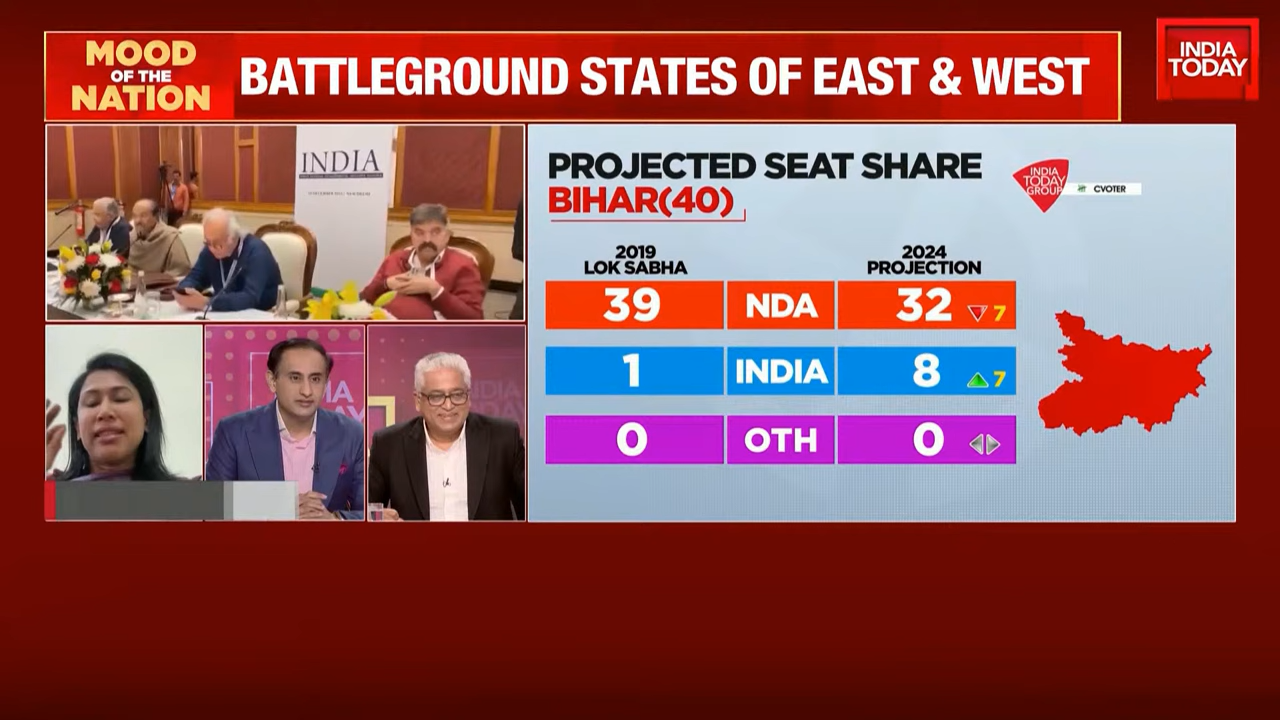 MOOD
OF THE
NATION
BATTLEGROUND STATES OF EAST & WEST
INDIA
TODAY
INDIA
PROJECTED SEAT SHARE
BIHAR(40)
INDIA
TODAY
GROUP
CVOTER
2019
LOK SABHA
2024
PROJECTION
39 NDA 32 7
1 INDIA 8 7
0 OTH 0